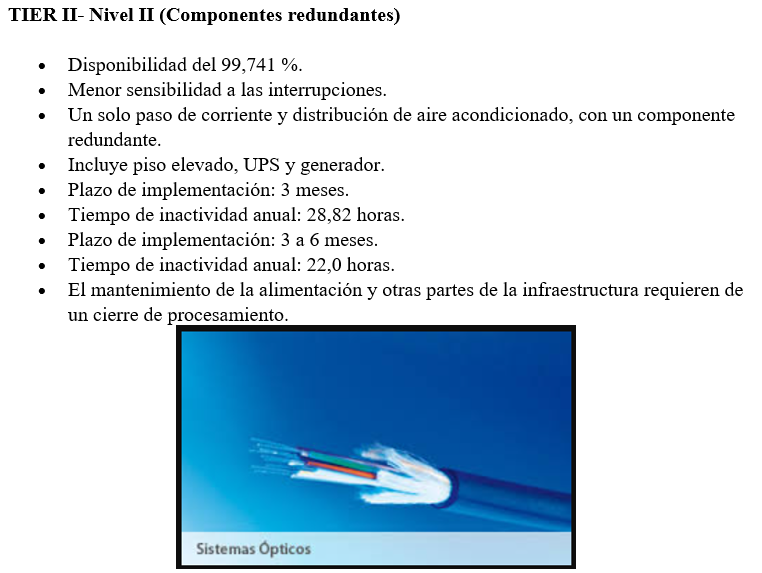 TIER II- Nivel II (Componentes redundantes)
• Disponibilidad del 99,741 %.
• Menor sensibilidad a las interrupciones.
• Un solo paso de corriente y distribución de aire acondicionado, con un componente
redundante.
• Incluye piso elevado, UPS y generador.
• Plazo de implementación: 3 meses.
• Tiempo de inactividad anual: 28,82 horas.
• Plazo de implementación: 3 a 6 meses.
• Tiempo de inactividad anual: 22,0 horas.
• El mantenimiento de la alimentación y otras partes de la infraestructura requieren de
un cierre de procesamiento.
Sistemas Ópticos